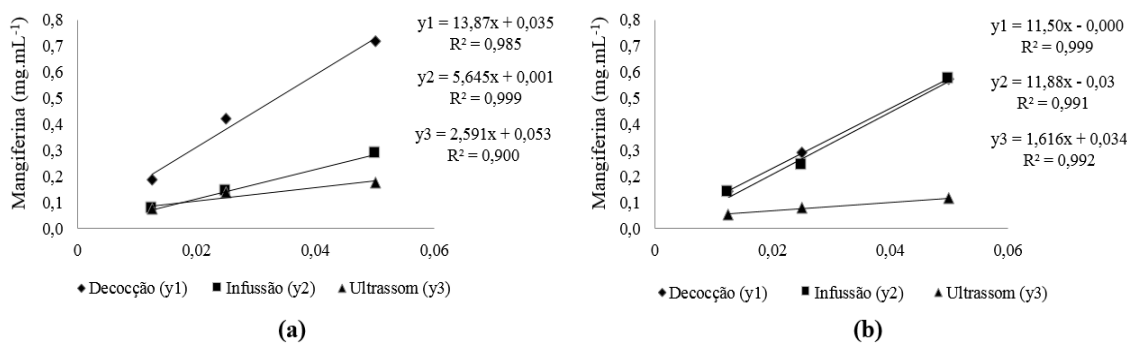 Mangiferina (mg.mL⁻¹)
0,8
0,7
0,6
0,5
0,4
0,3
0,2
0,1
0,0
0
0,02
0,04
0,06
y1 = 13,87x + 0,035
R² = 0,985
y2 = 5,645x + 0,001
R² = 0,999
y3 = 2,591x + 0,053
R² = 0,900
Decocção (y1) Infussão (y2) Ultrassom (y3)
(a)
Mangiferina (mg.mL⁻¹)
0,8
0,7
0,6
0,5
0,4
0,3
0,2
0,1
0,0
0
0,02
0,04
0,06
y1 = 11,50x - 0,000
R² = 0,999
y2 = 11,88x - 0,03
R² = 0,991
y3 = 1,616x + 0,034
R² = 0,992
Decocção (y1) Infussão (y2) Ultrassom (y3)
(b)